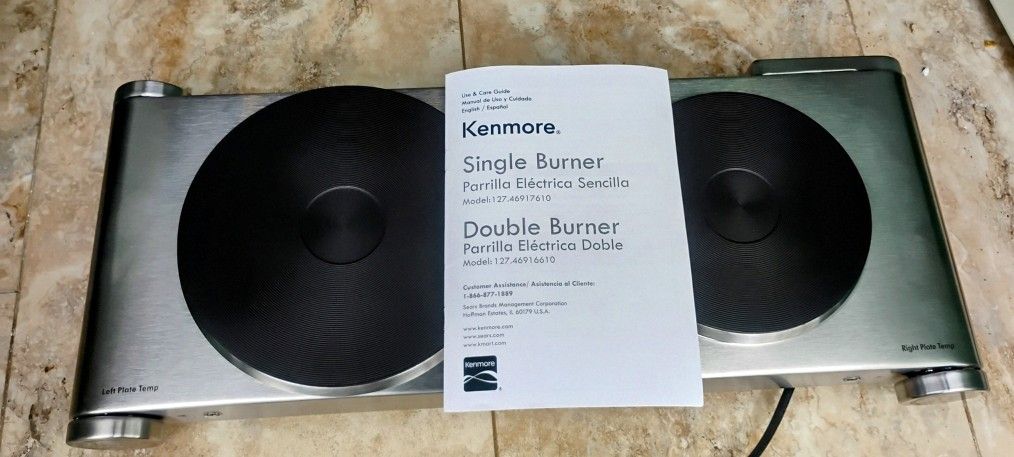 Use & Care Guide
Manual de Uso y Cuidado
English / Español
Kenmore®
Single Burner
Parrilla Eléctrica Sencilla
Model:127.46917610
Double Burner
Parrilla Eléctrica Doble
Model:127.46916610
Customer Assistance/ Asistencia al Cliente:
1-866-877-1889
Sears Brands Management Corporation
Hoffman Estates, IL 60179 U.S.A.
www.kenmore.com
www.sears.com
www.kmart.com
Kenmore
®
Left Plate Temp
Right Plate Temp